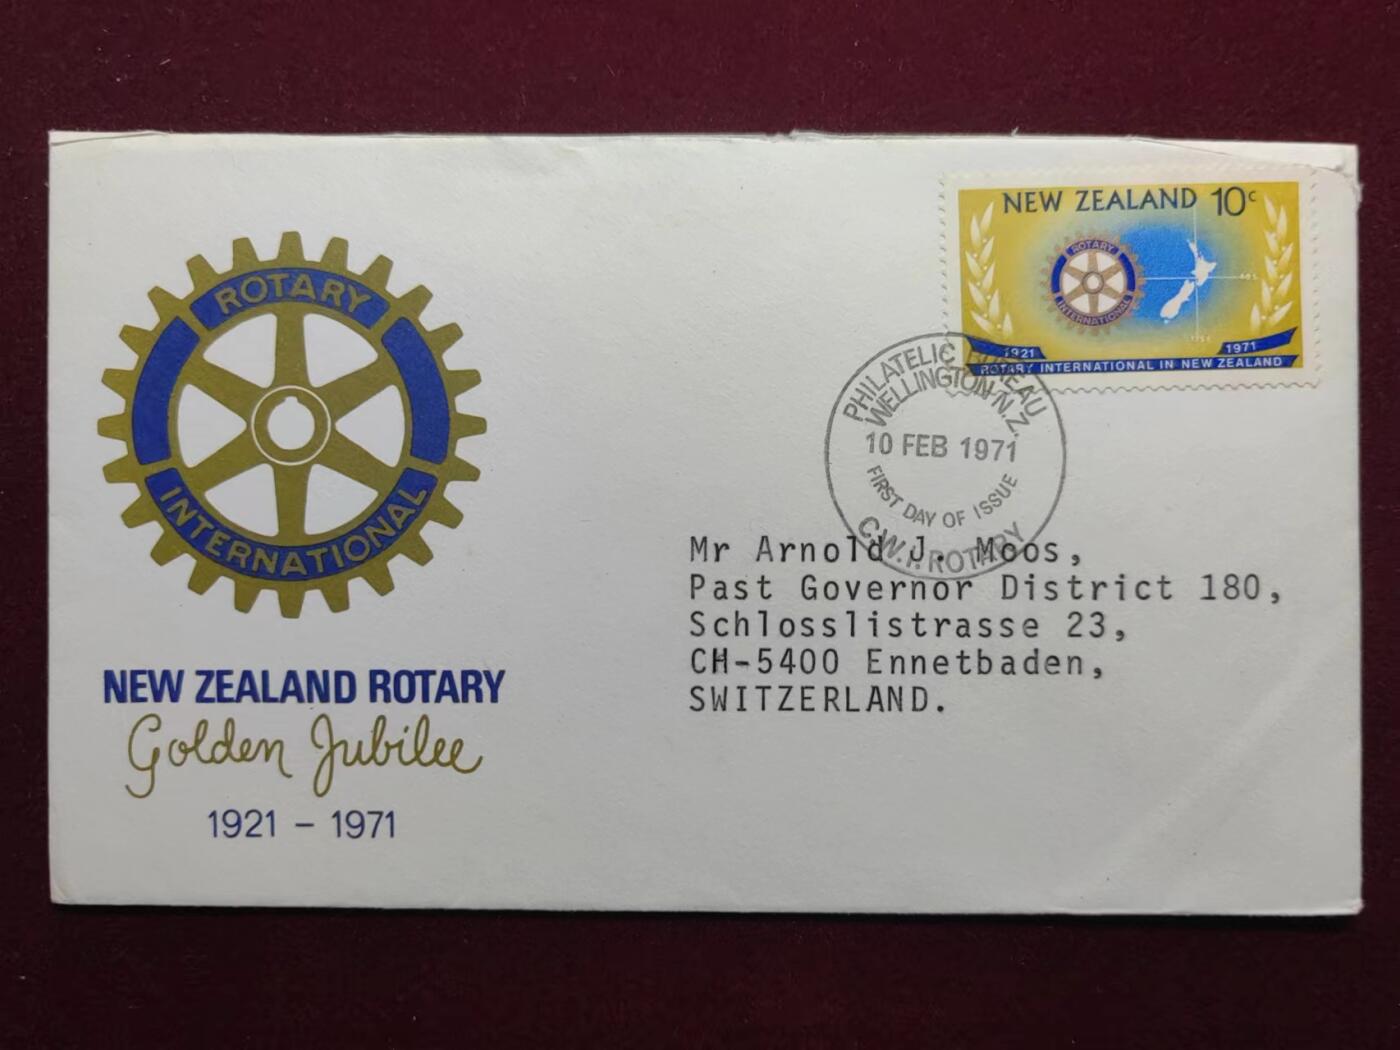 ROTARY
INTERNATIONAL
NEW ZEALAND ROTARY
Golden Jubilee
1921 – 1971
NEW ZEALAND 10c
ROTARY
INTERNATIONAL
1921
1971
ROTARY INTERNATIONAL IN NEW ZEALAND
PHILATELIC BUREAU
WELLINGTON N.Z.
10 FEB 1971
FIRST DAY OF ISSUE
Mr Arnold J. Moos,
Past Governor District 180,
Schlosslistrasse 23,
CH-5400 Ennetbaden,
SWITZERLAND.